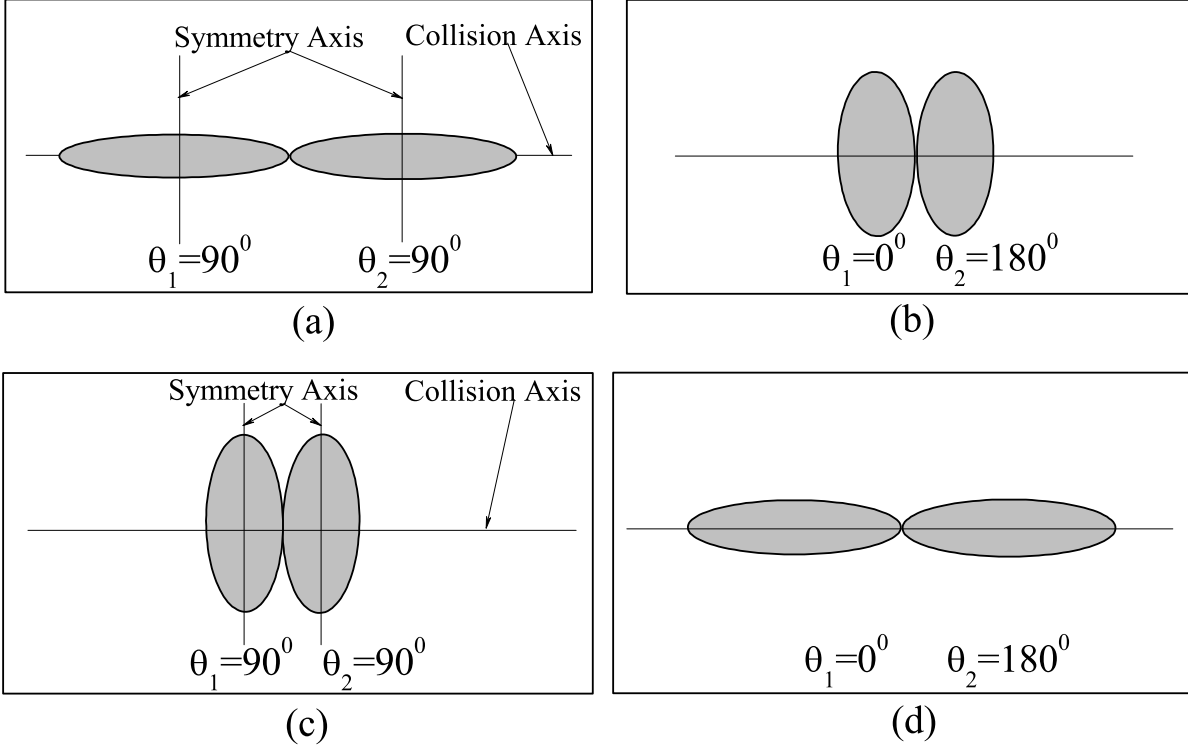 Symmetry Axis Collision Axis
θ₁=90⁰ θ₂=90⁰
(a)
θ₁=0⁰ θ₂=180⁰
(b)
Symmetry Axis Collision Axis
θ₁=90⁰ θ₂=90⁰
(c)
θ₁=0⁰ θ₂=180⁰
(d)